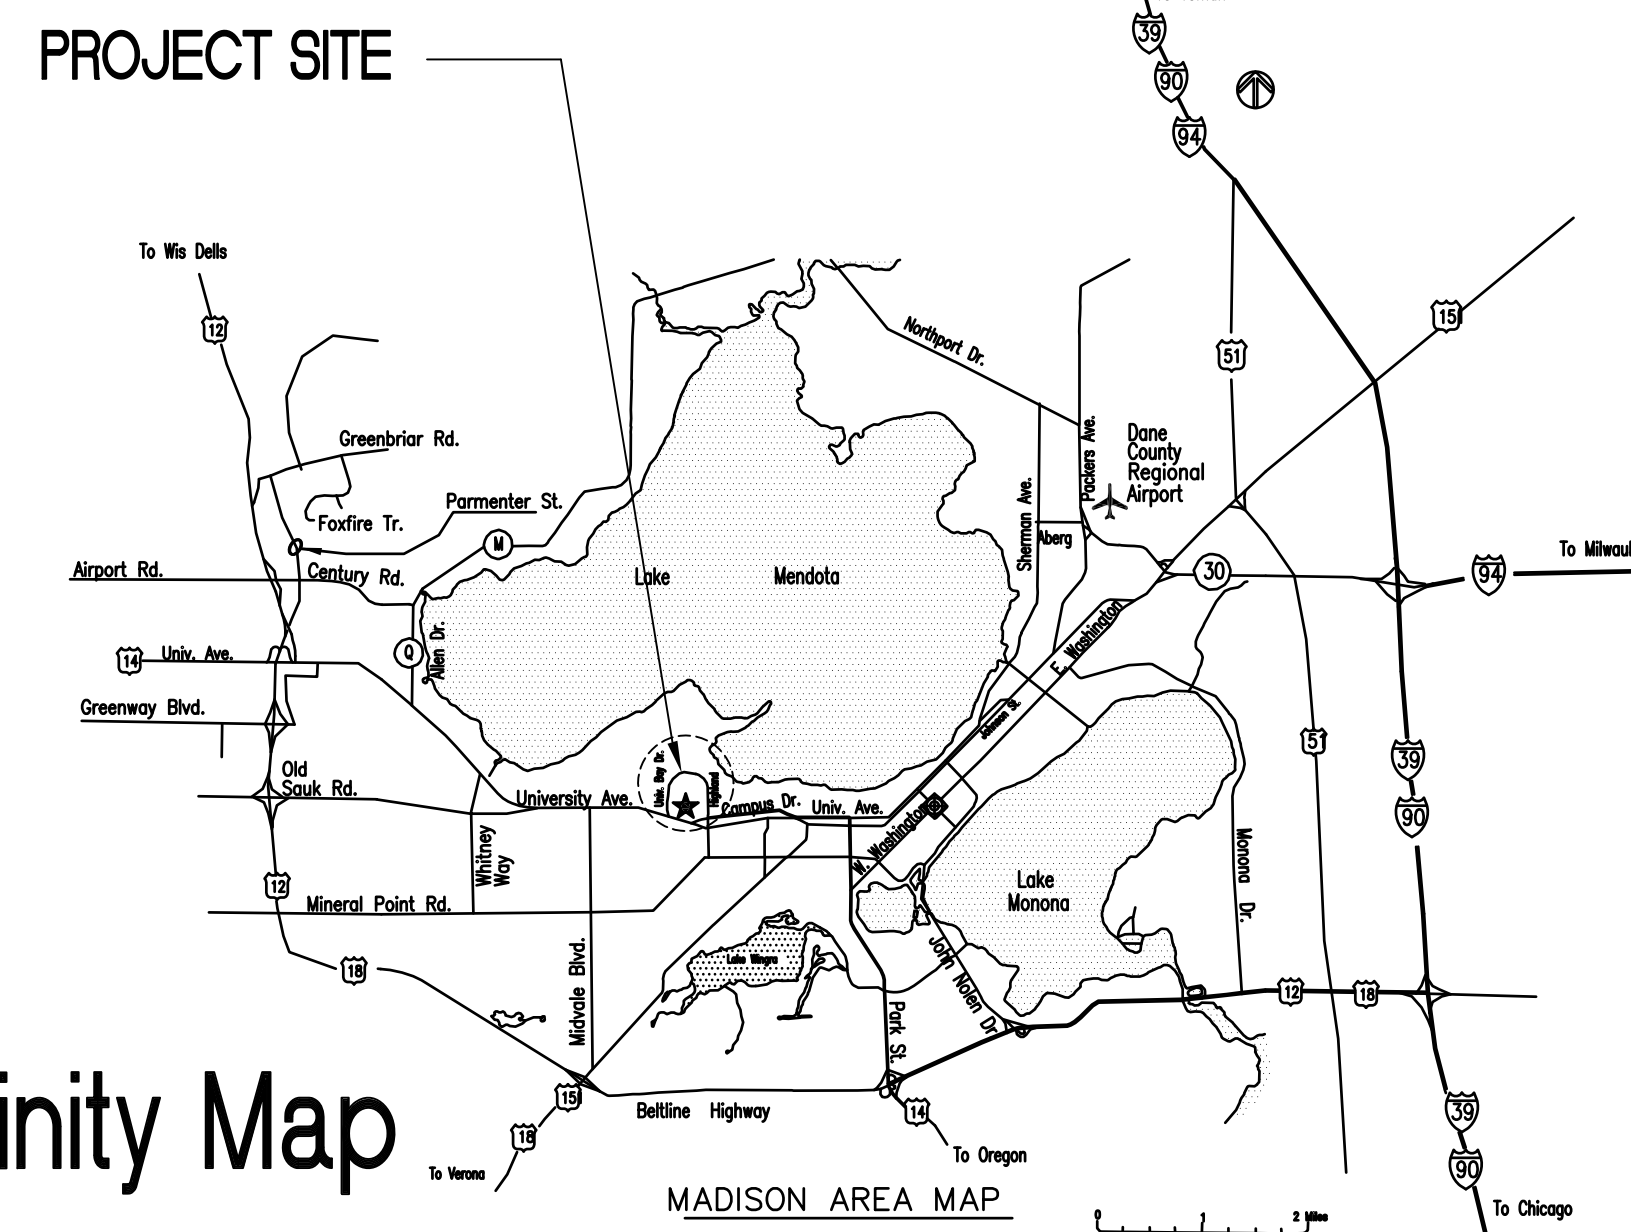 PROJECT SITE
39
90
94
To Wis Dells
12
15
51
Northport Dr.
Greenbriar Rd.
Packers Ave.
Dane
County
Regional
Airport
Parmenter St.
Foxfire Tr.
Sherman Ave.
Aberg
M
To Milwauk
Airport Rd.
Century Rd.
Lake Mendota
30
94
Allen Dr.
E. Washington
Q
14
Univ. Ave.
Greenway Blvd.
Johnson St.
51
39
Old
Sauk Rd.
Univ. Bay Dr.
Highland
University Ave.
Campus Dr.
Univ. Ave.
90
W. Washington
Whitney
Way
Monona Dr.
12
Lake
Monona
Mineral Point Rd.
Midvale Blvd.
Lake Wingra
John Nolen Dr
18
12
18
Park St.
15
Beltline Highway
14
39
inity Map
18
To Verona
To Oregon
90
MADISON AREA MAP
To Chicago
0 1 2 Miles